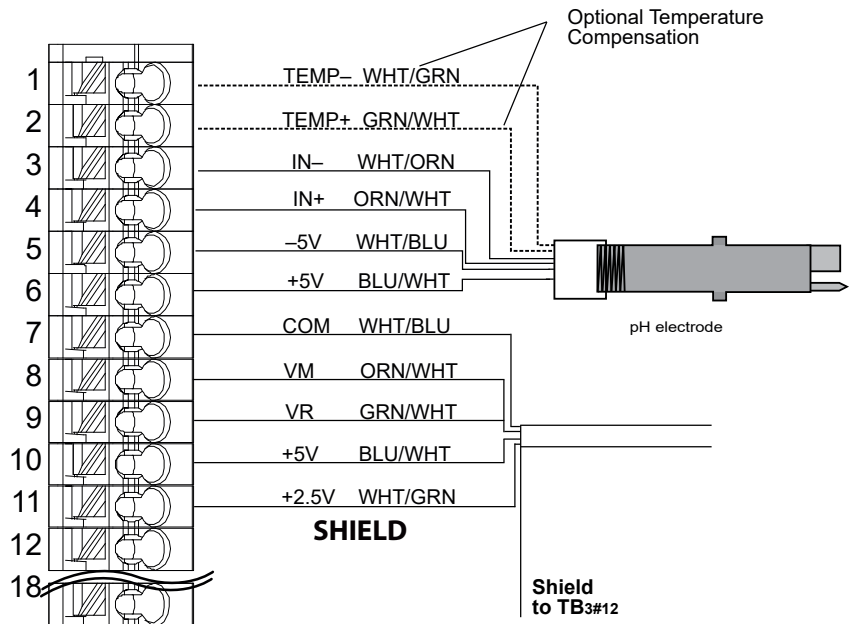 Optional Temperature
Compensation
1 TEMP– WHT/GRN
2 TEMP+ GRN/WHT
3 IN– WHT/ORN
4 IN+ ORN/WHT
5 –5V WHT/BLU
6 +5V BLU/WHT
pH electrode
7 COM WHT/BLU
8 VM ORN/WHT
9 VR GRN/WHT
10 +5V BLU/WHT
11 +2.5V WHT/GRN
SHIELD
12
18
Shield
to TB3#12